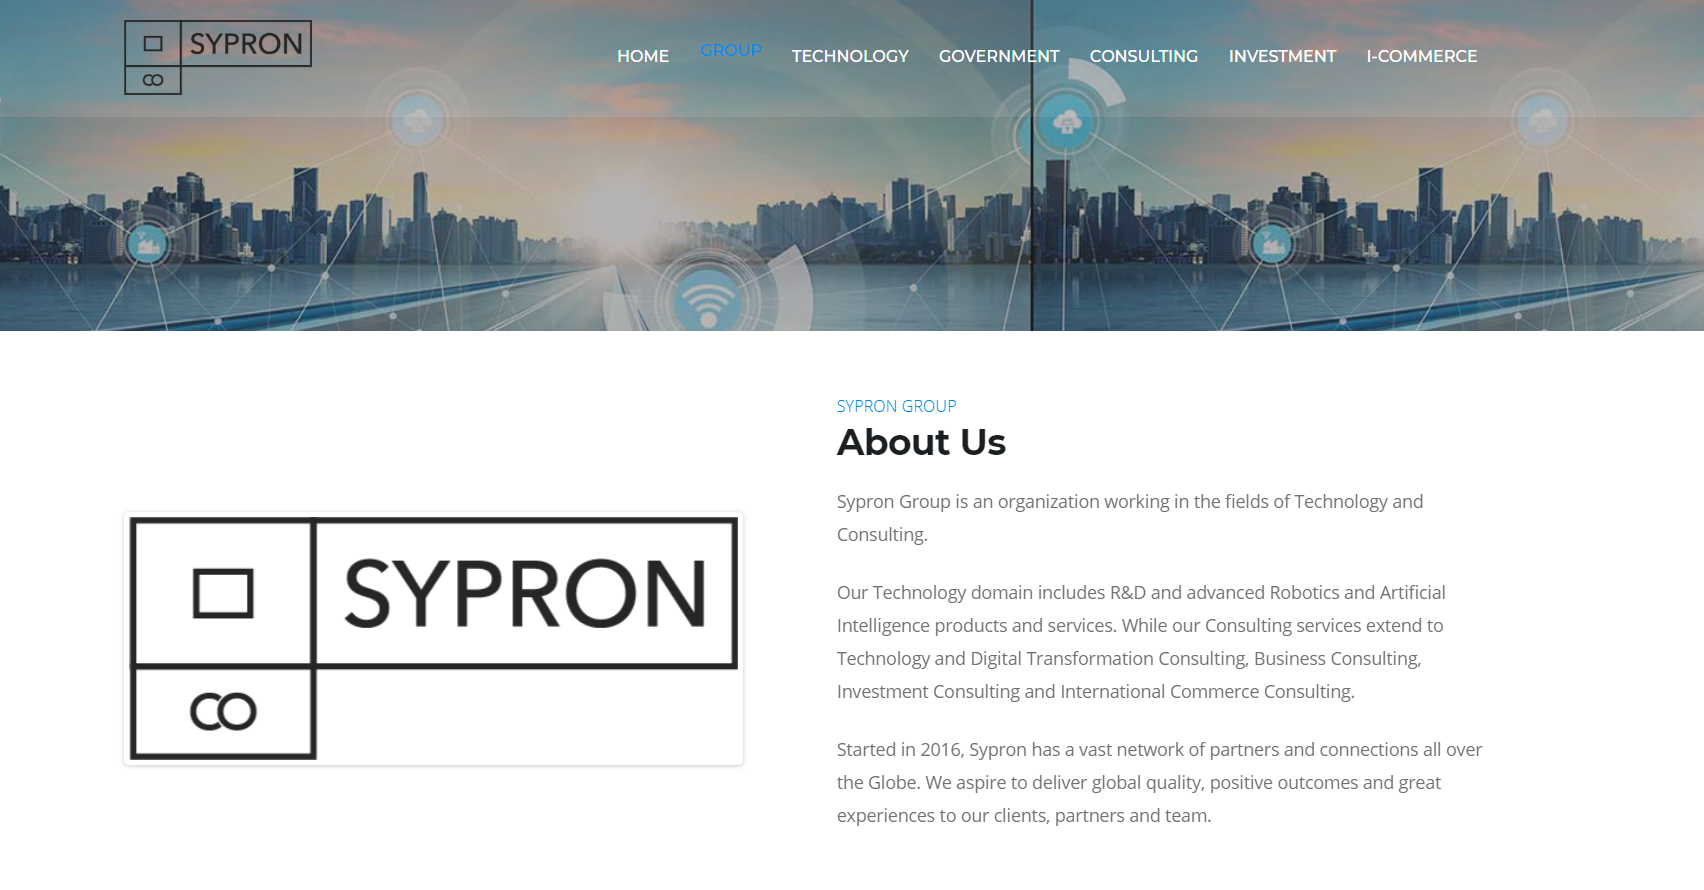 SYPRON
CO
HOME GROUP TECHNOLOGY GOVERNMENT CONSULTING INVESTMENT I-COMMERCE
SYPRON GROUP
About Us
Sypron Group is an organization working in the fields of Technology and
Consulting.
Our Technology domain includes R&D and advanced Robotics and Artificial
Intelligence products and services. While our Consulting services extend to
Technology and Digital Transformation Consulting, Business Consulting,
Investment Consulting and International Commerce Consulting.
Started in 2016, Sypron has a vast network of partners and connections all over
the Globe. We aspire to deliver global quality, positive outcomes and great
experiences to our clients, partners and team.
SYPRON
CO